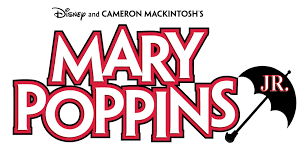 Disney and CAMERON MACKINTOSH'S
MARY
POPPINS
JR.